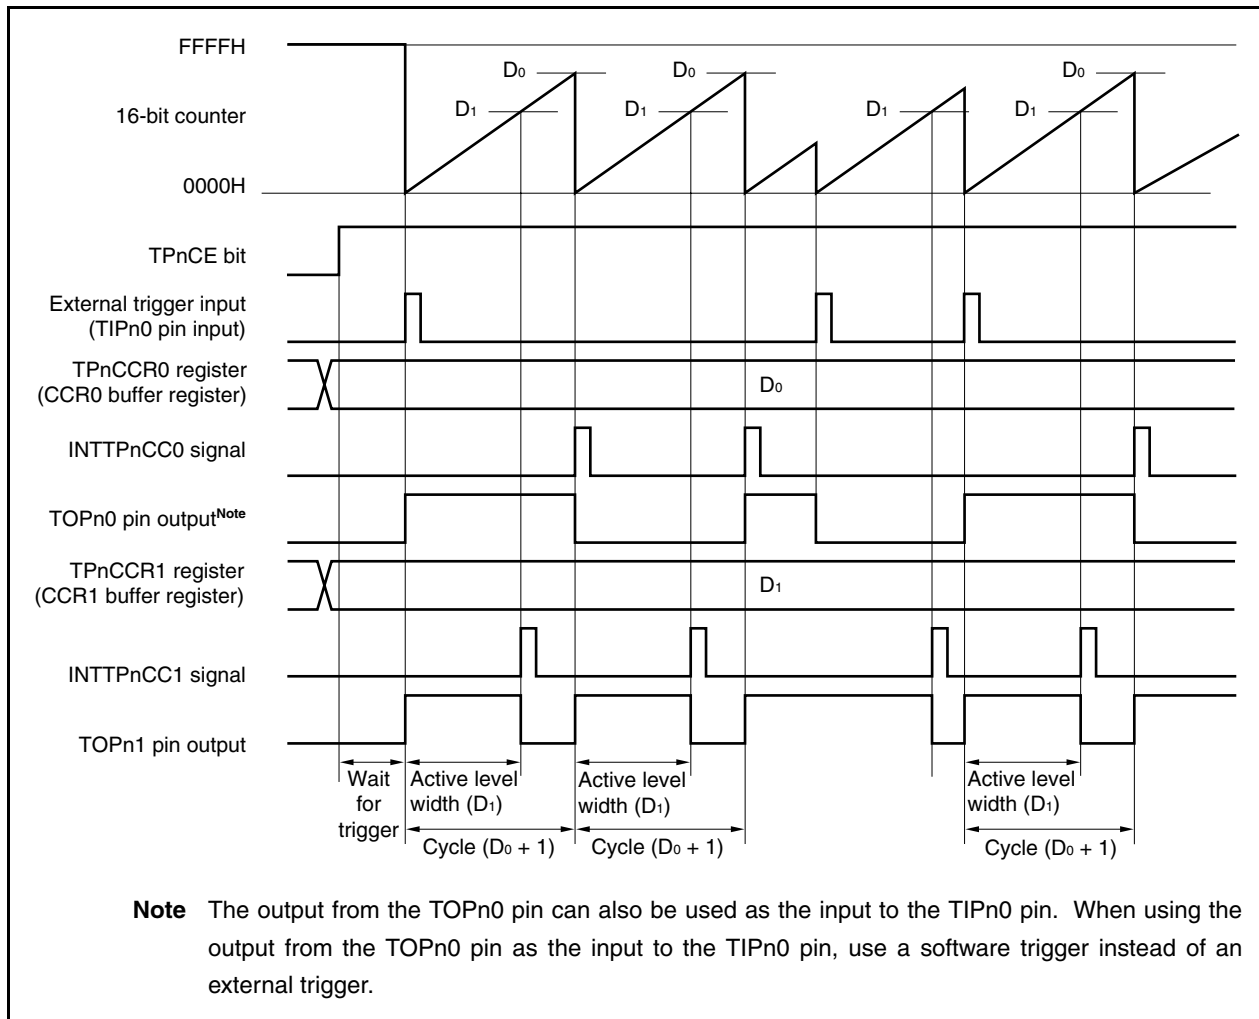 FFFFH
D0
D0
D0
16-bit counter
D1
D1
D1
D1
0000H
TPnCE bit
External trigger input
(TIPn0 pin input)
TPnCCR0 register
(CCR0 buffer register)
D0
INTTPnCC0 signal
TOPn0 pin outputNote
TPnCCR1 register
(CCR1 buffer register)
D1
INTTPnCC1 signal
TOPn1 pin output
Wait
for
trigger
Active level
width (D1)
Active level
width (D1)
Active level
width (D1)
Cycle (D0 + 1)
Cycle (D0 + 1)
Cycle (D0 + 1)
Note The output from the TOPn0 pin can also be used as the input to the TIPn0 pin. When using the
output from the TOPn0 pin as the input to the TIPn0 pin, use a software trigger instead of an
external trigger.